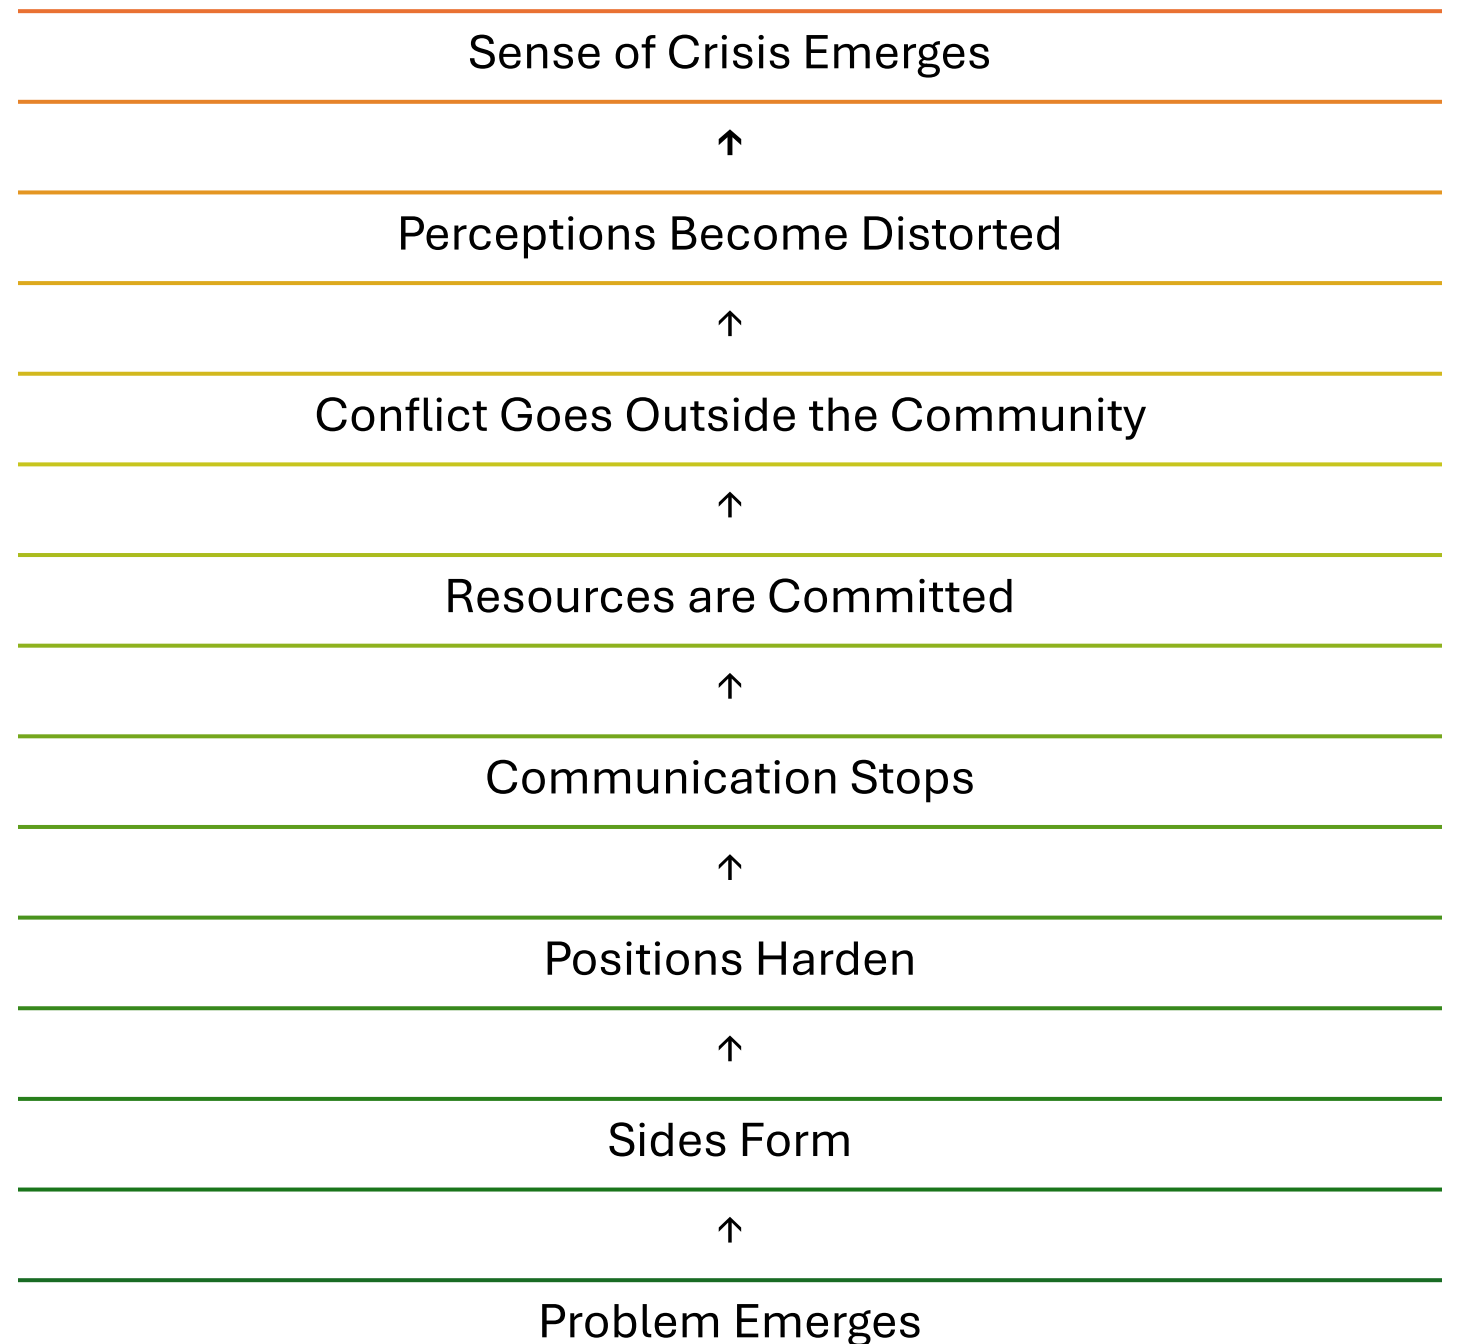 Sense of Crisis Emerges
↑
Perceptions Become Distorted
↑
Conflict Goes Outside the Community
↑
Resources are Committed
↑
Communication Stops
↑
Positions Harden
↑
Sides Form
↑
Problem Emerges